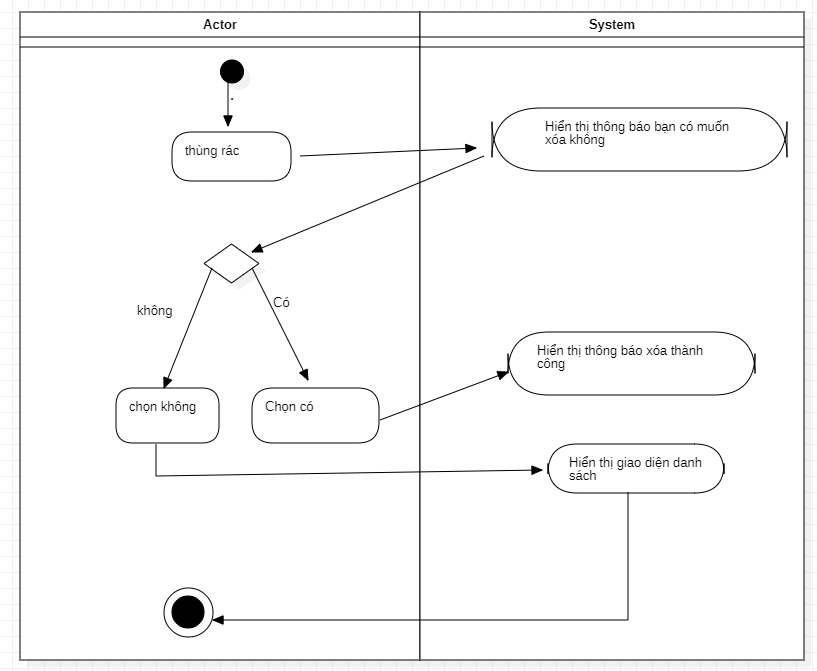 Actor
System
thùng rác
Hiển thị thông báo bạn có muốn
xóa không
không
Có
Hiển thị thông báo xóa thành
công
chọn không
Chọn có
Hiển thị giao diện danh
sách